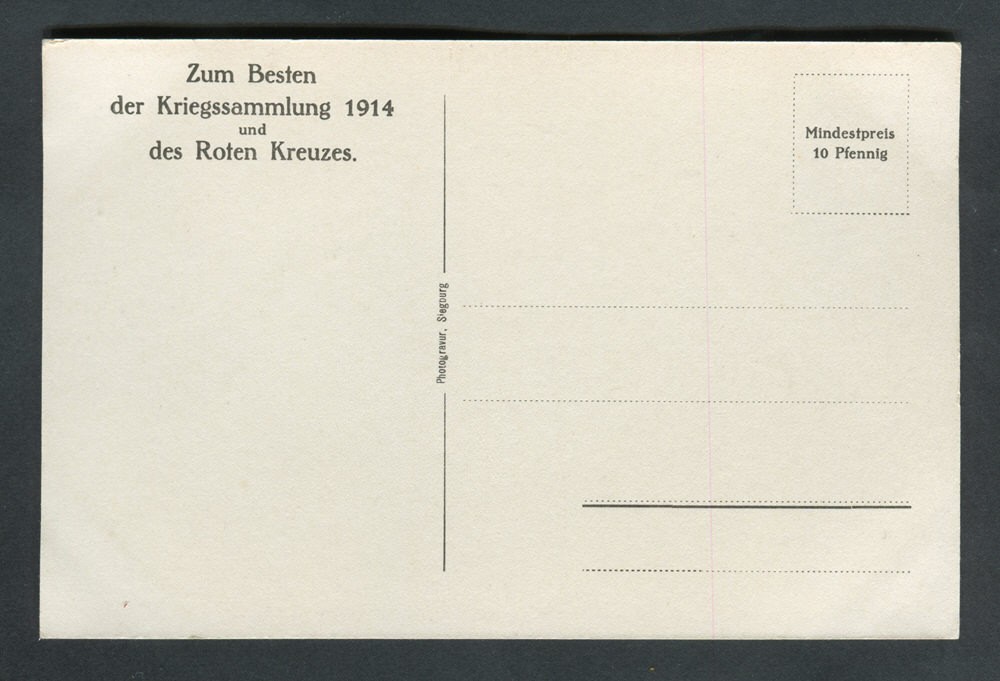 Zum Besten
der Kriegssammlung 1914
und
des Roten Kreuzes.
Mindestpreis
10 Pfennig
Photogravur, Siegburg